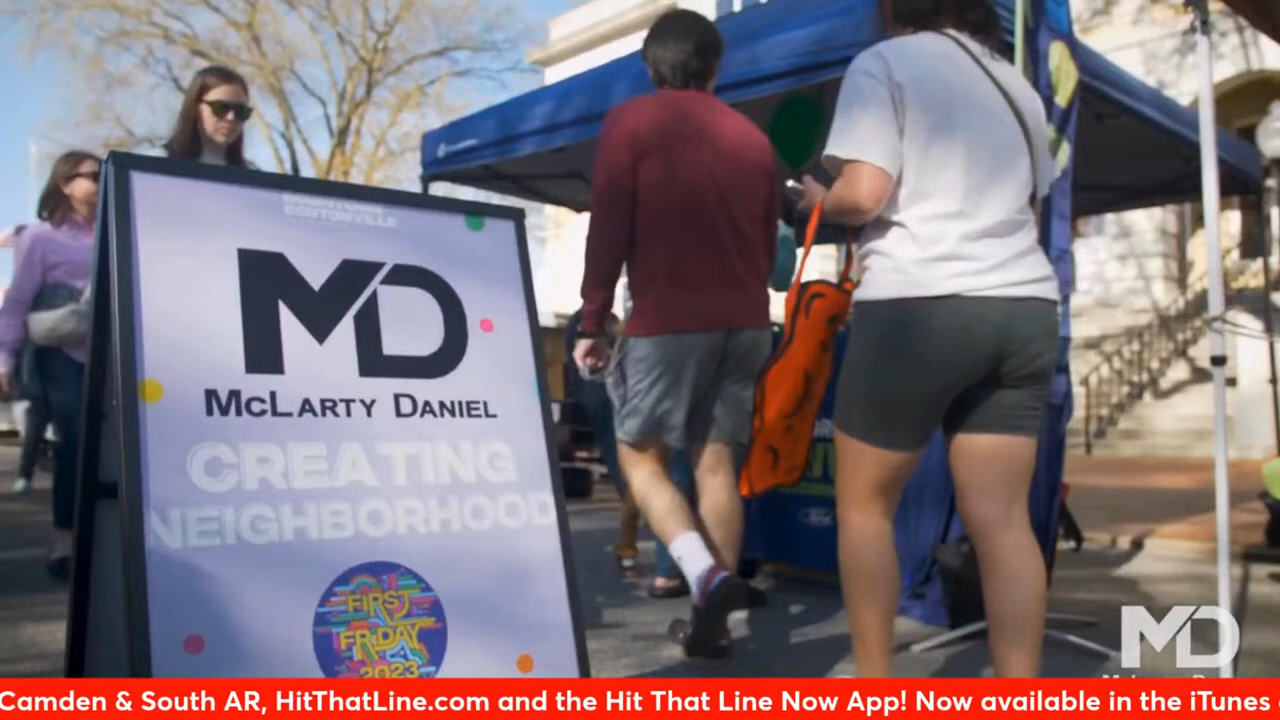 BENTONVILLE
MD
McLARTY DANIEL
CREATING
NEIGHBORHOOD
FIRST
FRIDAY
2023
MD
Camden & South AR, HitThatLine.com and the Hit That Line Now App! Now available in the iTunes